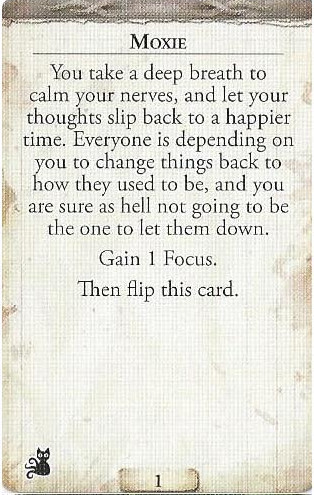 Moxie
You take a deep breath to
calm your nerves, and let your
thoughts slip back to a happier
time. Everyone is depending on
you to change things back to
how they used to be, and you
are sure as hell not going to be
the one to let them down.
Gain 1 Focus.
Then flip this card.
1